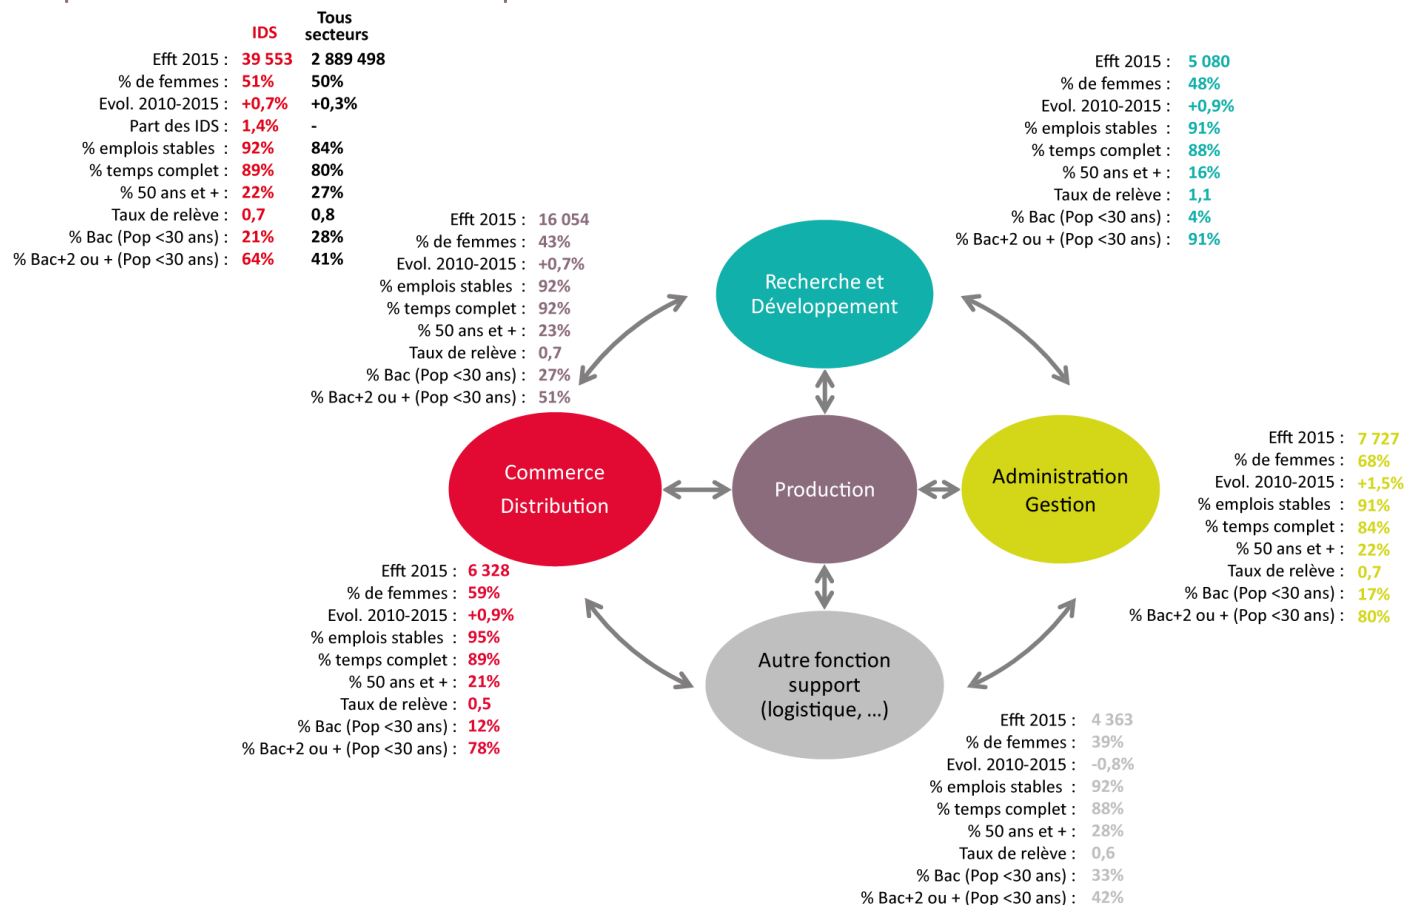 IDS
Tous
secteurs
Efft 2015 : 39 553 2 889 498
% de femmes : 51% 50%
Evol. 2010-2015 : +0,7% +0,3%
Part des IDS : 1,4% -
% emplois stables : 92% 84%
% temps complet : 89% 80%
% 50 ans et + : 22% 27%
Taux de relève : 0,7 0,8
% Bac (Pop <30 ans) : 21% 28%
% Bac+2 ou + (Pop <30 ans) : 64% 41%
Efft 2015 : 5 080
% de femmes : 48%
Evol. 2010-2015 : +0,9%
% emplois stables : 91%
% temps complet : 88%
% 50 ans et + : 16%
Taux de relève : 1,1
% Bac (Pop <30 ans) : 4%
% Bac+2 ou + (Pop <30 ans) : 91%
Efft 2015 : 16 054
% de femmes : 43%
Evol. 2010-2015 : +0,7%
% emplois stables : 92%
% temps complet : 92%
% 50 ans et + : 23%
Taux de relève : 0,7
% Bac (Pop <30 ans) : 27%
% Bac+2 ou + (Pop <30 ans) : 51%
Recherche et
Développement
Commerce
Distribution
Production
Administration
Gestion
Efft 2015 : 7 727
% de femmes : 68%
Evol. 2010-2015 : +1,5%
% emplois stables : 91%
% temps complet : 84%
% 50 ans et + : 22%
Taux de relève : 0,7
% Bac (Pop <30 ans) : 17%
% Bac+2 ou + (Pop <30 ans) : 80%
Efft 2015 : 6 328
% de femmes : 59%
Evol. 2010-2015 : +0,9%
% emplois stables : 95%
% temps complet : 89%
% 50 ans et + : 21%
Taux de relève : 0,5
% Bac (Pop <30 ans) : 12%
% Bac+2 ou + (Pop <30 ans) : 78%
Autre fonction
support
(logistique, ...)
Efft 2015 : 4 363
% de femmes : 39%
Evol. 2010-2015 : -0,8%
% emplois stables : 92%
% temps complet : 88%
% 50 ans et + : 28%
Taux de relève : 0,6
% Bac (Pop <30 ans) : 33%
% Bac+2 ou + (Pop <30 ans) : 42%